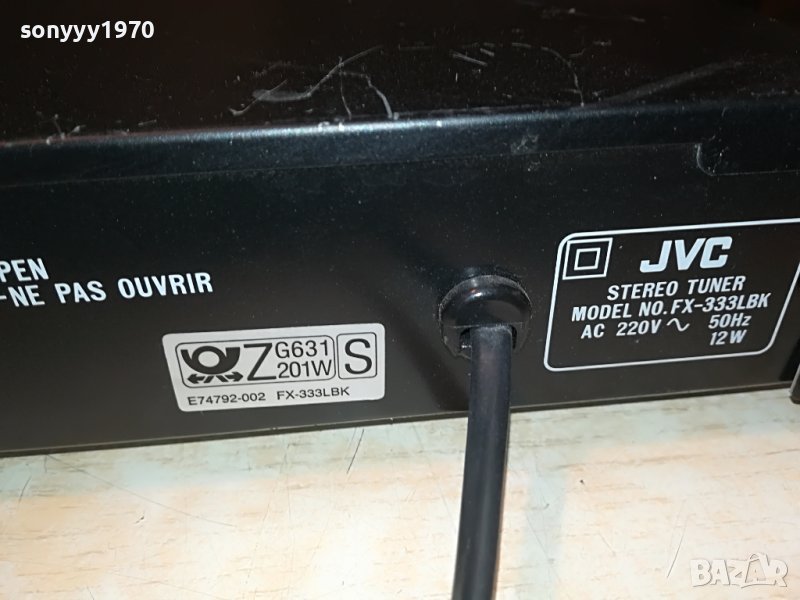 sonyyy1970
PEN
-NE PAS OUVRIR
Z G631 201W S
E74792-002 FX-333LBK
JVC
STEREO TUNER
MODEL NO. FX-333LBK
AC 220V ~ 50Hz
12W
BAZAR